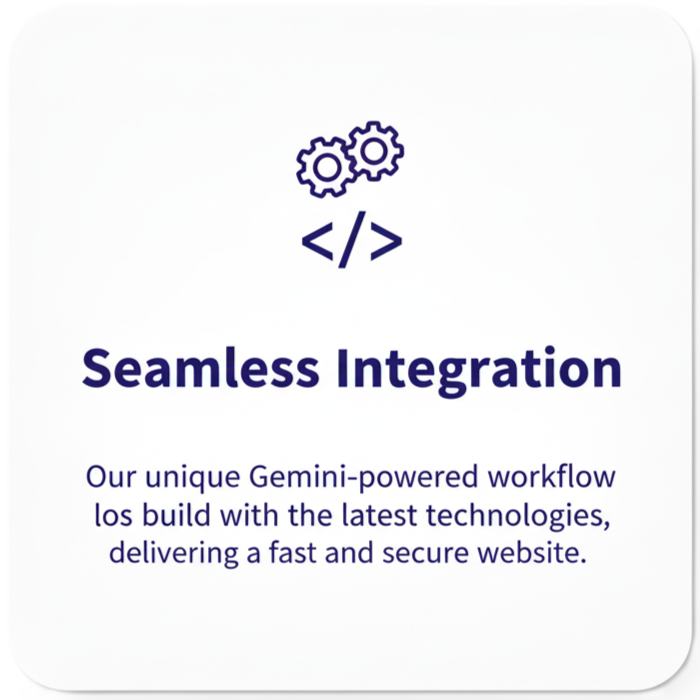 </>
Seamless Integration
Our unique Gemini-powered workflow
los build with the latest technologies,
delivering a fast and secure website.